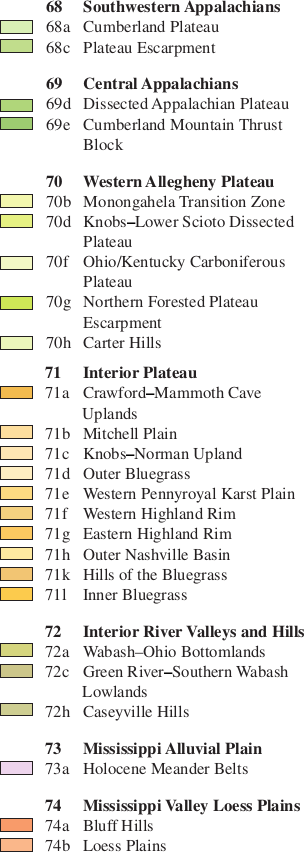 68 Southwestern Appalachians
68a Cumberland Plateau
68c Plateau Escarpment
69 Central Appalachians
69d Dissected Appalachian Plateau
69e Cumberland Mountain Thrust
Block
70 Western Allegheny Plateau
70b Monongahela Transition Zone
70d Knobs–Lower Scioto Dissected
Plateau
70f Ohio/Kentucky Carboniferous
Plateau
70g Northern Forested Plateau
Escarpment
70h Carter Hills
71 Interior Plateau
71a Crawford–Mammoth Cave
Uplands
71b Mitchell Plain
71c Knobs–Norman Upland
71d Outer Bluegrass
71e Western Pennyroyal Karst Plain
71f Western Highland Rim
71g Eastern Highland Rim
71h Outer Nashville Basin
71k Hills of the Bluegrass
71l Inner Bluegrass
72 Interior River Valleys and Hills
72a Wabash–Ohio Bottomlands
72c Green River–Southern Wabash
Lowlands
72h Caseyville Hills
73 Mississippi Alluvial Plain
73a Holocene Meander Belts
74 Mississippi Valley Loess Plains
74a Bluff Hills
74b Loess Plains